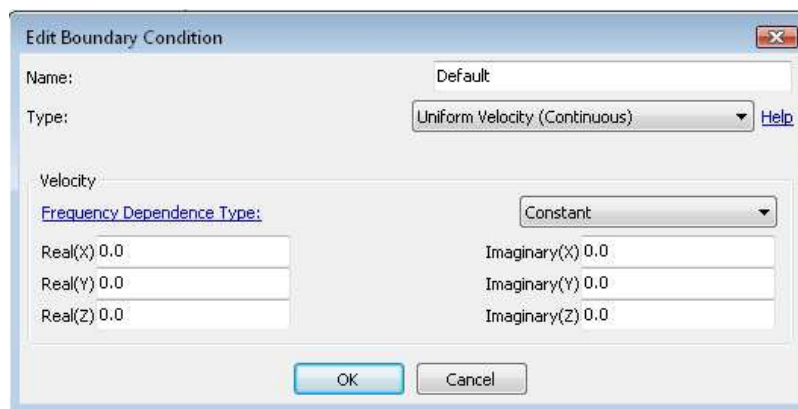 Edit Boundary Condition
Name: Default
Type: Uniform Velocity (Continuous) Help
Velocity
Frequency Dependence Type: Constant
Real(X) 0.0 Imaginary(X) 0.0
Real(Y) 0.0 Imaginary(Y) 0.0
Real(Z) 0.0 Imaginary(Z) 0.0
OK Cancel